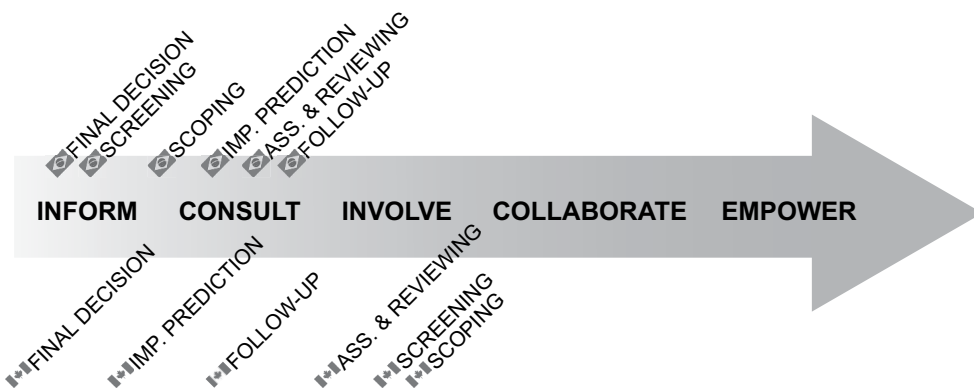 FINAL DECISION
SCREENING
SCOPING
IMP. PREDICTION
ASS. & REVIEWING
FOLLOW-UP
INFORM CONSULT INVOLVE COLLABORATE EMPOWER
FINAL DECISION
IMP. PREDICTION
FOLLOW-UP
ASS. & REVIEWING
SCREENING
SCOPING